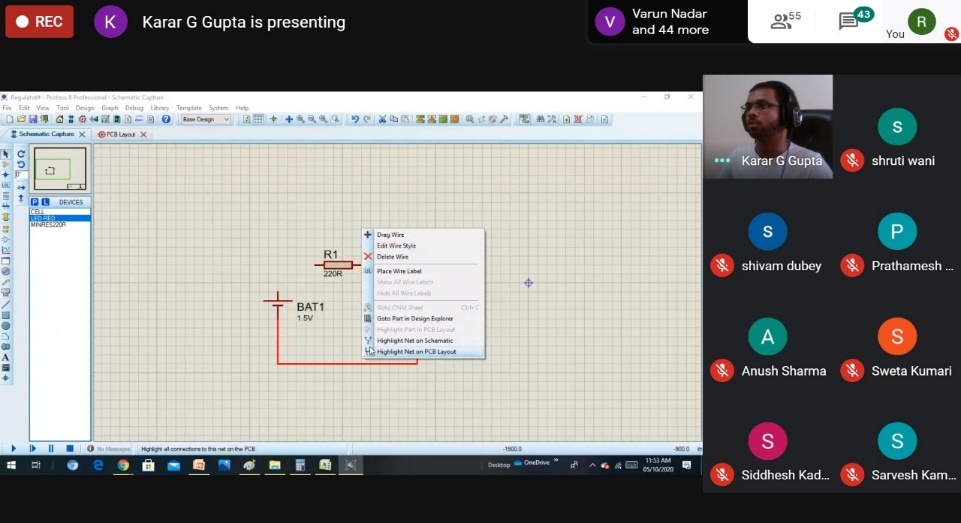 REC
K
Karar G Gupta is presenting
V
Varun Nadar
and 44 more
55
43
You
R
Regulator# - Proteus 8 Professional - Schematic Capture
File Edit View Tool Design Graph Debug Library Template System Help
Base Design
Schematic Capture
PCB Layout
P L DEVICES
CELL
LED-RED
MINRES220R
R1
220R
BAT1
1.5V
Drag Wire
Edit Wire Style
Delete Wire
Place Wire Label
Show All Wire Labels
Hide All Wire Labels
Goto Child Sheet Ctrl+C
Goto Part in Design Explorer
Highlight Part in PCB Layout
Highlight Net on Schematic
Highlight Net on PCB Layout
No Messages
Highlight all connections to this net on the PCB
-1900.0
Desktop
OneDrive
11:53 AM
05/10/2020
Karar G Gupta
S
shruti wani
S
shivam dubey
P
Prathamesh ...
A
Anush Sharma
S
Sweta Kumari
S
Siddhesh Kad...
S
Sarvesh Kam...